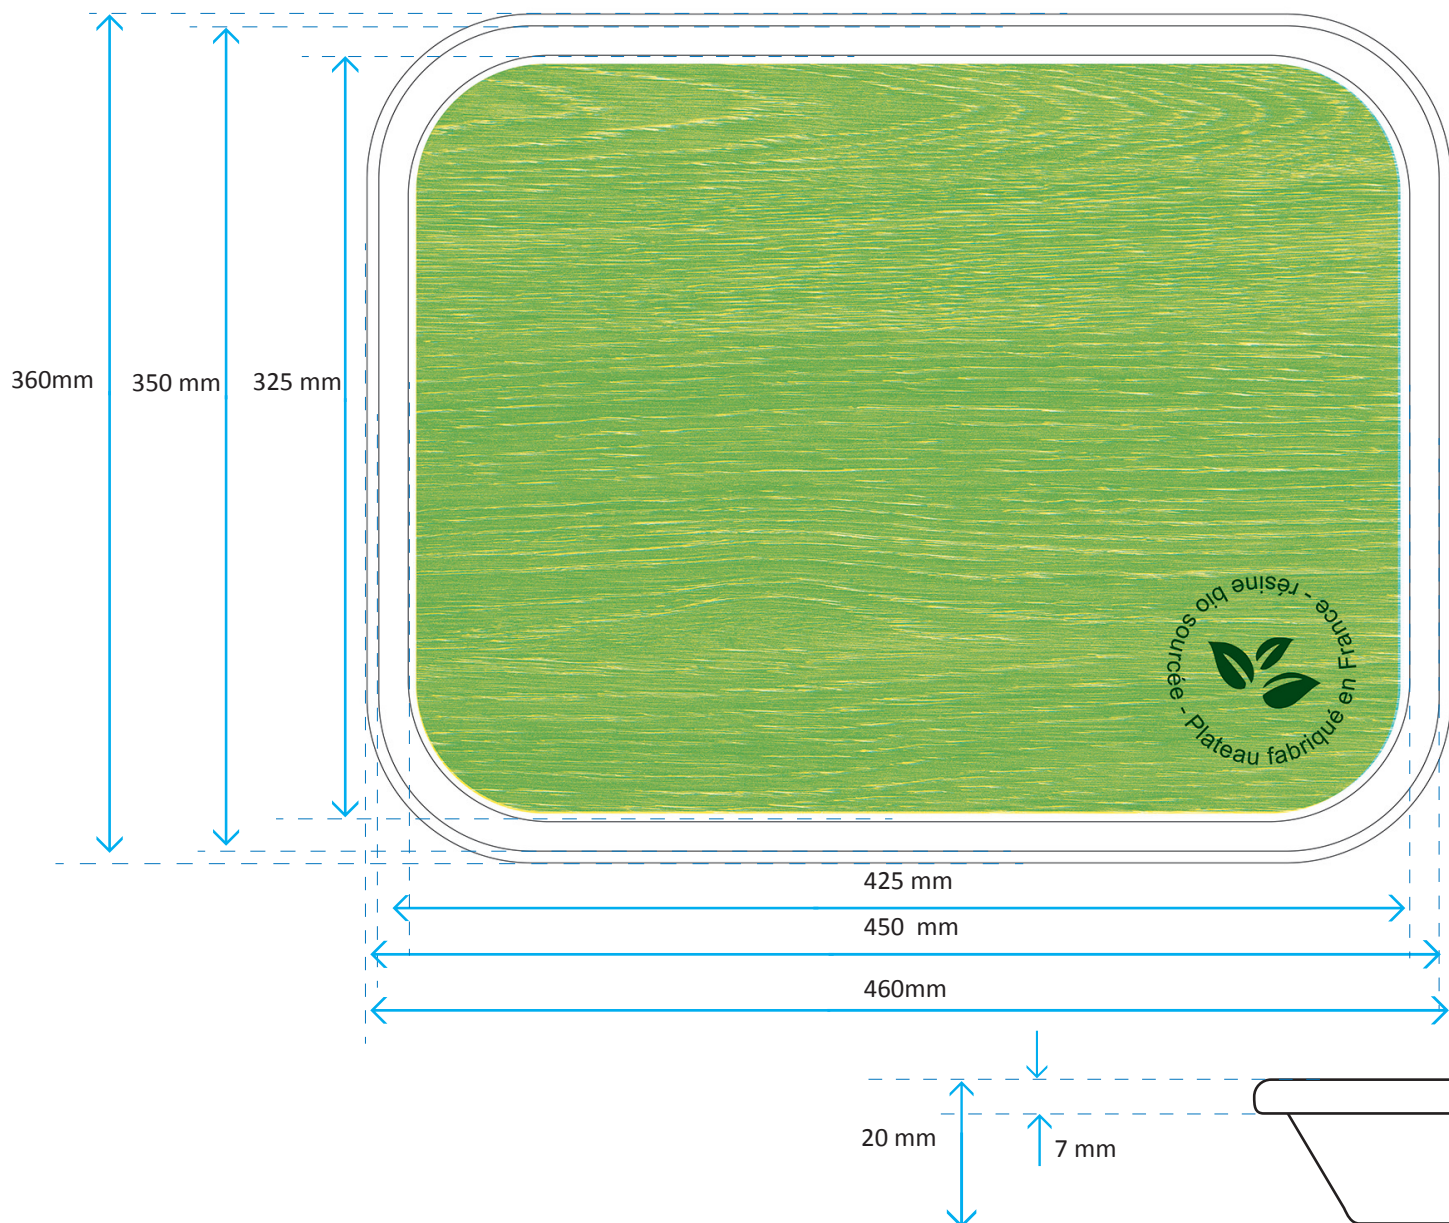 360mm
350 mm
325 mm
Plateau fabriqué en France - résine bio sourcée -
425 mm
450 mm
460mm
20 mm
7 mm